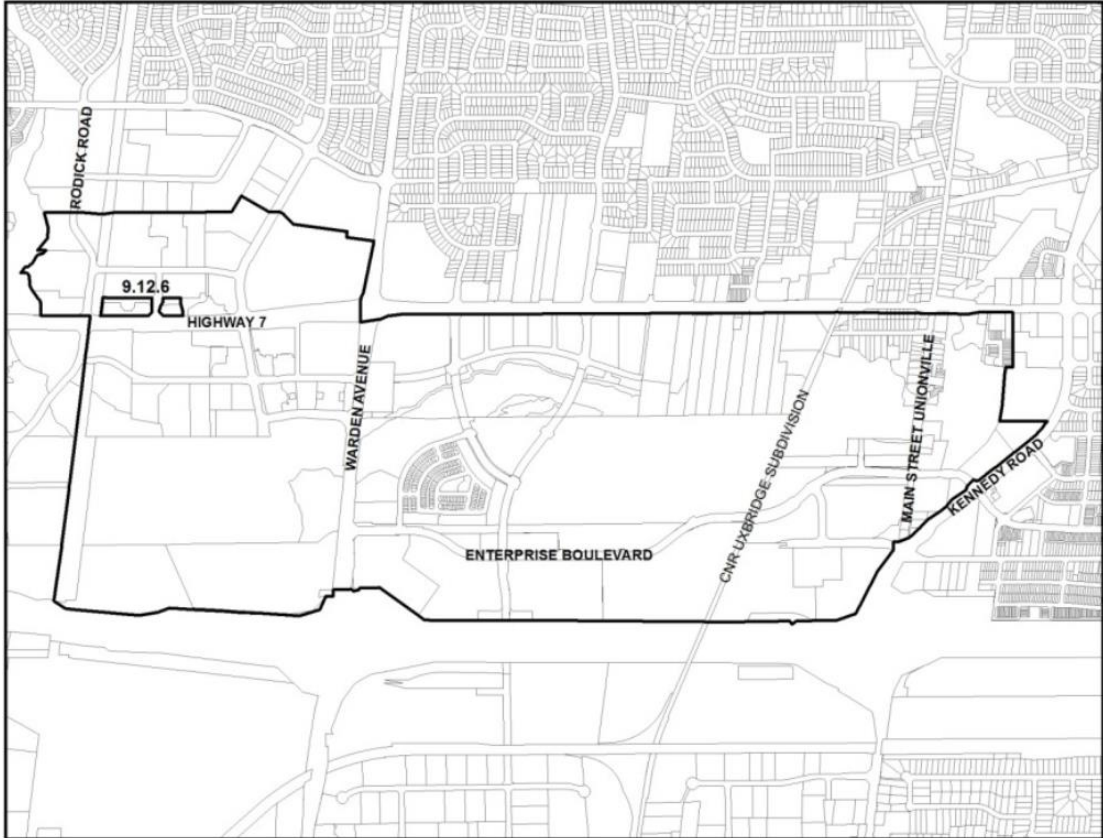 RODICK ROAD
9.12.6
HIGHWAY 7
WARDEN AVENUE
MAIN STREET UNIONVILLE
CNR UXBRIDGE SUBDIVISION
KENNEDY ROAD
ENTERPRISE BOULEVARD